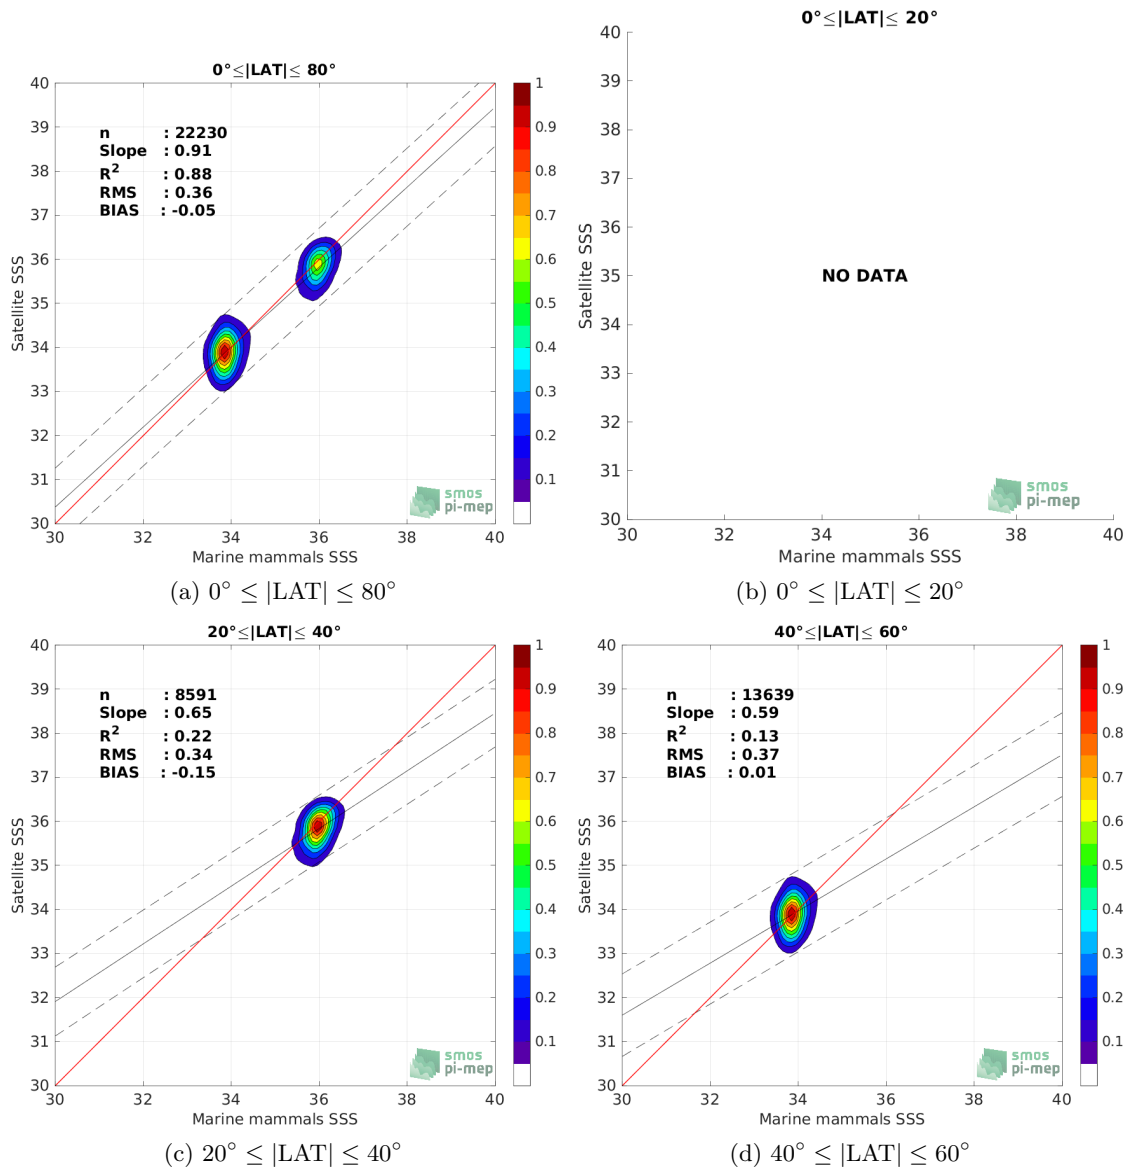 0°≤|LAT|≤ 80°
40
39
38
37
36
35
34
33
32
31
30
30
32
34
36
38
40
Satellite SSS
Marine mammals SSS
n : 22230
Slope : 0.91
R² : 0.88
RMS : 0.36
BIAS : -0.05
smos
pi-mep
1
0.9
0.8
0.7
0.6
0.5
0.4
0.3
0.2
0.1
(a) 0° ≤ |LAT| ≤ 80°
0°≤|LAT|≤ 20°
40
39
38
37
36
35
34
33
32
31
30
30
32
34
36
38
40
Satellite SSS
Marine mammals SSS
NO DATA
smos
pi-mep
(b) 0° ≤ |LAT| ≤ 20°
20°≤|LAT|≤ 40°
40
39
38
37
36
35
34
33
32
31
30
30
32
34
36
38
40
Satellite SSS
Marine mammals SSS
n : 8591
Slope : 0.65
R² : 0.22
RMS : 0.34
BIAS : -0.15
smos
pi-mep
1
0.9
0.8
0.7
0.6
0.5
0.4
0.3
0.2
0.1
(c) 20° ≤ |LAT| ≤ 40°
40°≤|LAT|≤ 60°
40
39
38
37
36
35
34
33
32
31
30
30
32
34
36
38
40
Satellite SSS
Marine mammals SSS
n : 13639
Slope : 0.59
R² : 0.13
RMS : 0.37
BIAS : 0.01
smos
pi-mep
1
0.9
0.8
0.7
0.6
0.5
0.4
0.3
0.2
0.1
(d) 40° ≤ |LAT| ≤ 60°